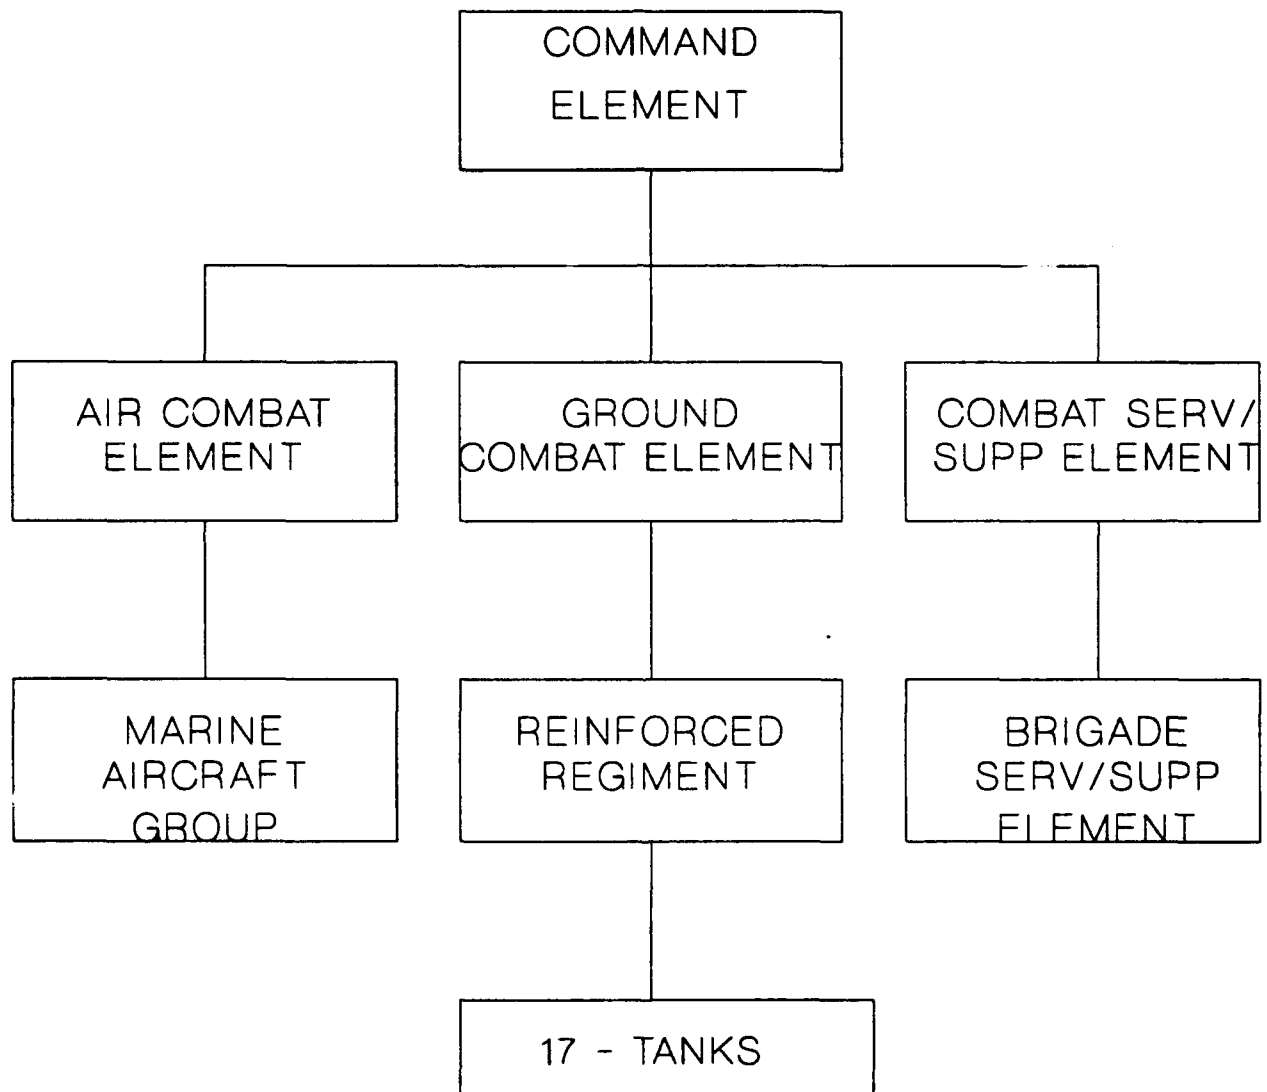 COMMAND
ELEMENT
AIR COMBAT
ELEMENT
GROUND
COMBAT ELEMENT
COMBAT SERV/
SUPP ELEMENT
MARINE
AIRCRAFT
GROUP
REINFORCED
REGIMENT
BRIGADE
SERV/SUPP
ELEMENT
17 - TANKS